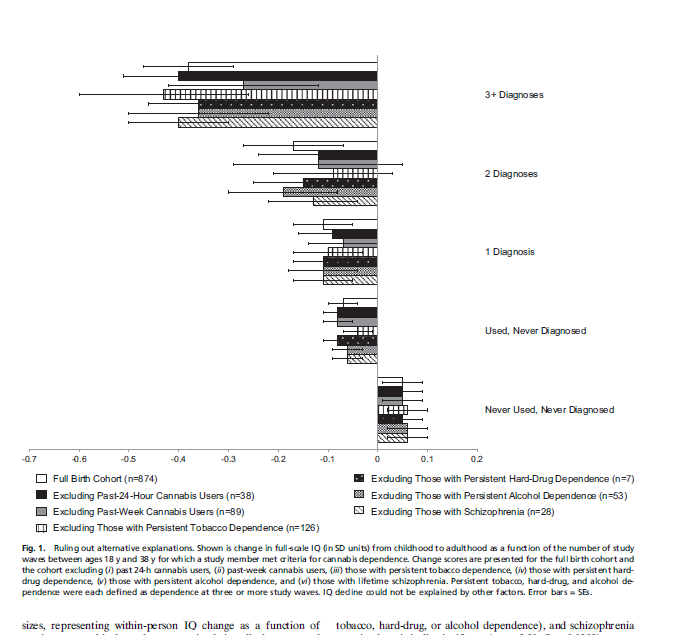 3+ Diagnoses
2 Diagnoses
1 Diagnosis
Used, Never Diagnosed
Never Used, Never Diagnosed
-0.7 -0.6 -0.5 -0.4 -0.3 -0.2 -0.1 0 0.1 0.2
Full Birth Cohort (n=874)
Excluding Past-24-Hour Cannabis Users (n=38)
Excluding Past-Week Cannabis Users (n=89)
Excluding Those with Persistent Tobacco Dependence (n=126)
Excluding Those with Persistent Hard-Drug Dependence (n=7)
Excluding Those with Persistent Alcohol Dependence (n=53)
Excluding Those with Schizophrenia (n=28)
Fig. 1. Ruling out alternative explanations. Shown is change in full-scale IQ (in SD units) from childhood to adulthood as a function of the number of study
waves between ages 18 y and 38 y for which a study member met criteria for cannabis dependence. Change scores are presented for the full birth cohort and
the cohort excluding (i) past 24-h cannabis users, (ii) past-week cannabis users, (iii) those with persistent tobacco dependence, (iv) those with persistent hard-
drug dependence, (v) those with persistent alcohol dependence, and (vi) those with lifetime schizophrenia. Persistent tobacco, hard-drug, and alcohol de-
pendence were each defined as dependence at three or more study waves. IQ decline could not be explained by other factors. Error bars = SEs.
sizes, representing within-person IQ change as a function of
tobacco, hard-drug, or alcohol dependence), and schizophrenia